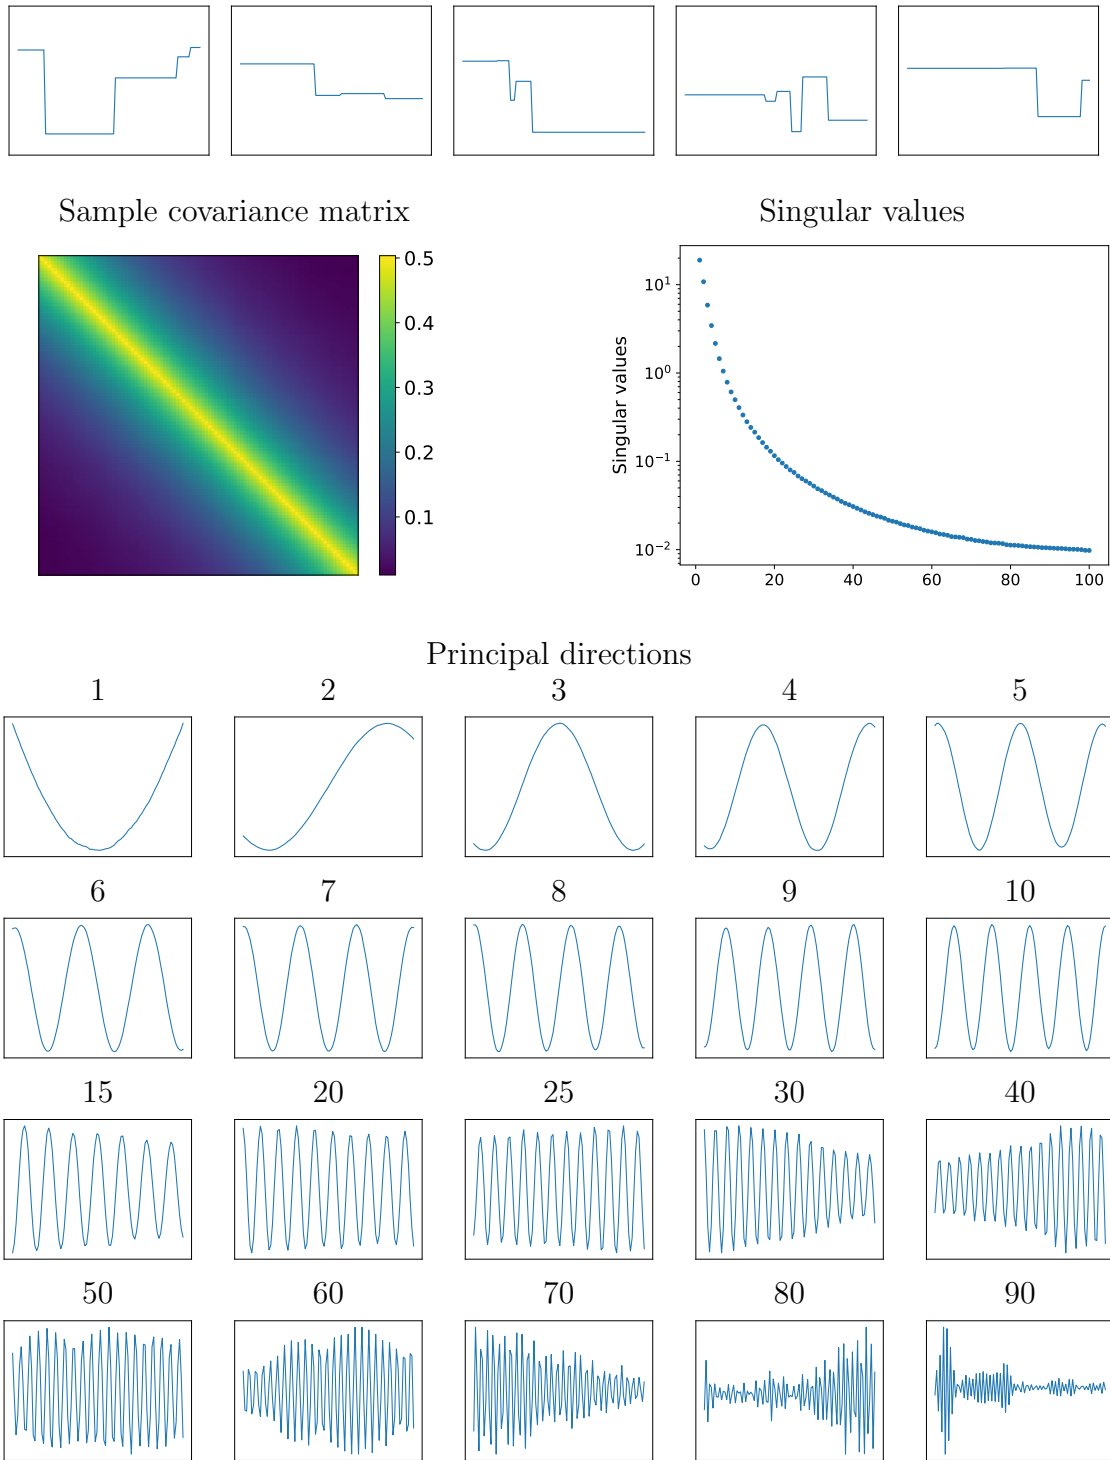 Sample covariance matrix
Singular values
0.5
0.4
0.3
0.2
0.1
Singular values
10¹
10⁰
10⁻¹
10⁻²
0 20 40 60 80 100
Principal directions
1 2 3 4 5
6 7 8 9 10
15 20 25 30 40
50 60 70 80 90